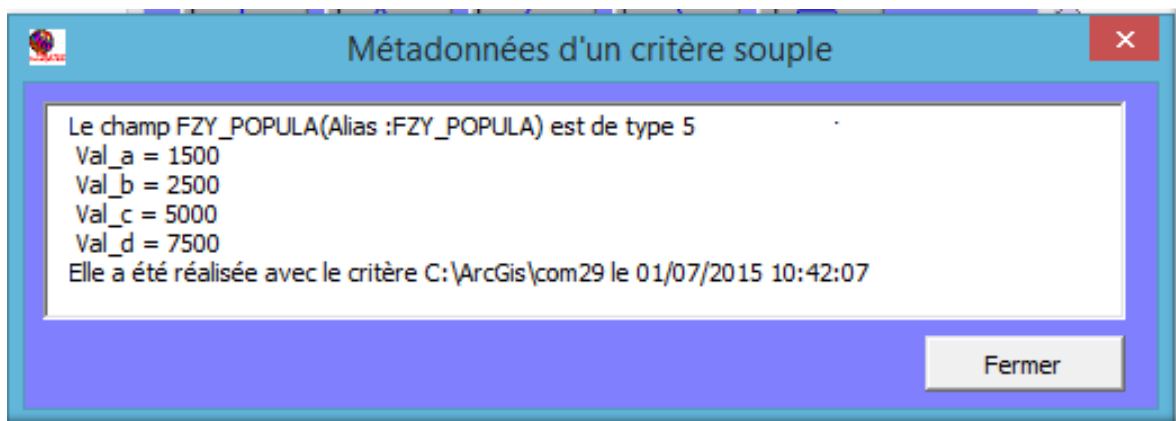 Métadonnées d'un critère souple
Le champ FZY_POPULA(Alias :FZY_POPULA) est de type 5
Val_a = 1500
Val_b = 2500
Val_c = 5000
Val_d = 7500
Elle a été réalisée avec le critère C:\ArcGis\com29 le 01/07/2015 10:42:07
Fermer